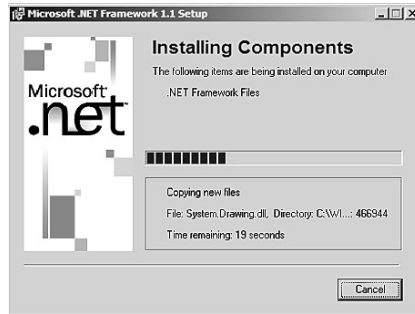 Microsoft .NET Framework 1.1 Setup
Installing Components
The following items are being installed on your computer
.NET Framework Files
Microsoft
.net
Copying new files
File: System.Drawing.dll, Directory: C:\WI...: 466944
Time remaining: 19 seconds
Cancel